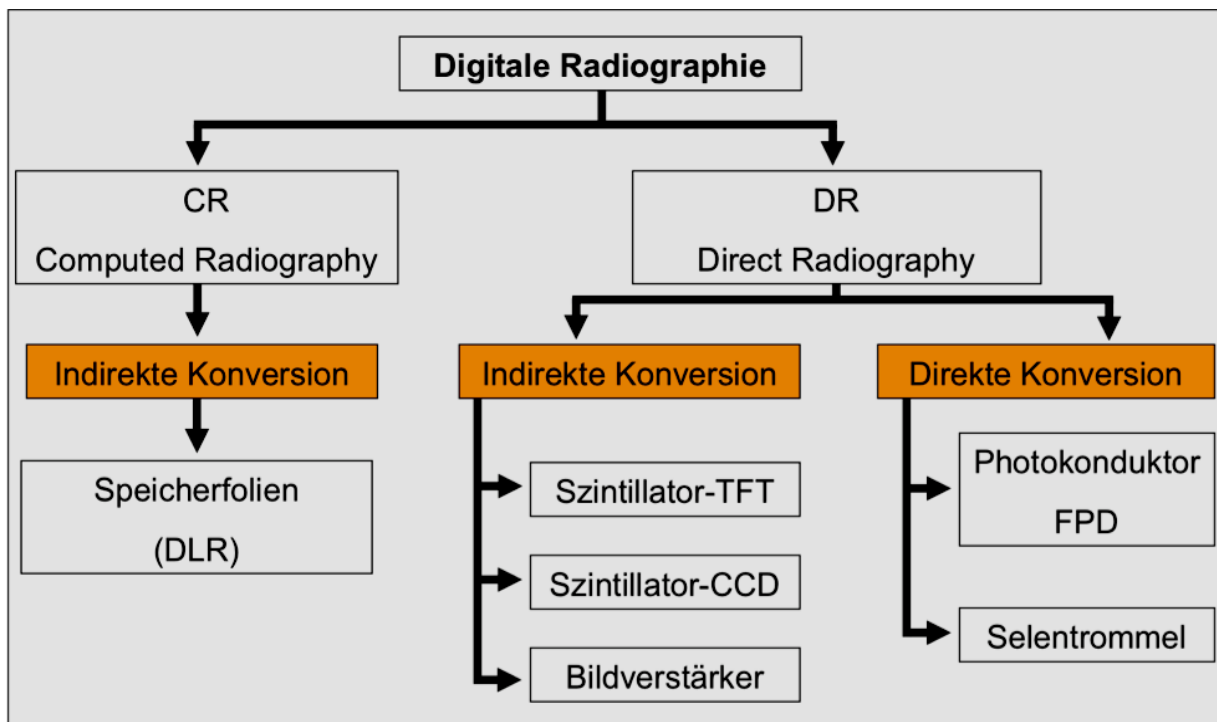 Digitale Radiographie
CR
Computed Radiography
DR
Direct Radiography
Indirekte Konversion
Indirekte Konversion
Direkte Konversion
Speicherfolien
(DLR)
Szintillator-TFT
Szintillator-CCD
Bildverstärker
Photokonduktor
FPD
Selentrommel